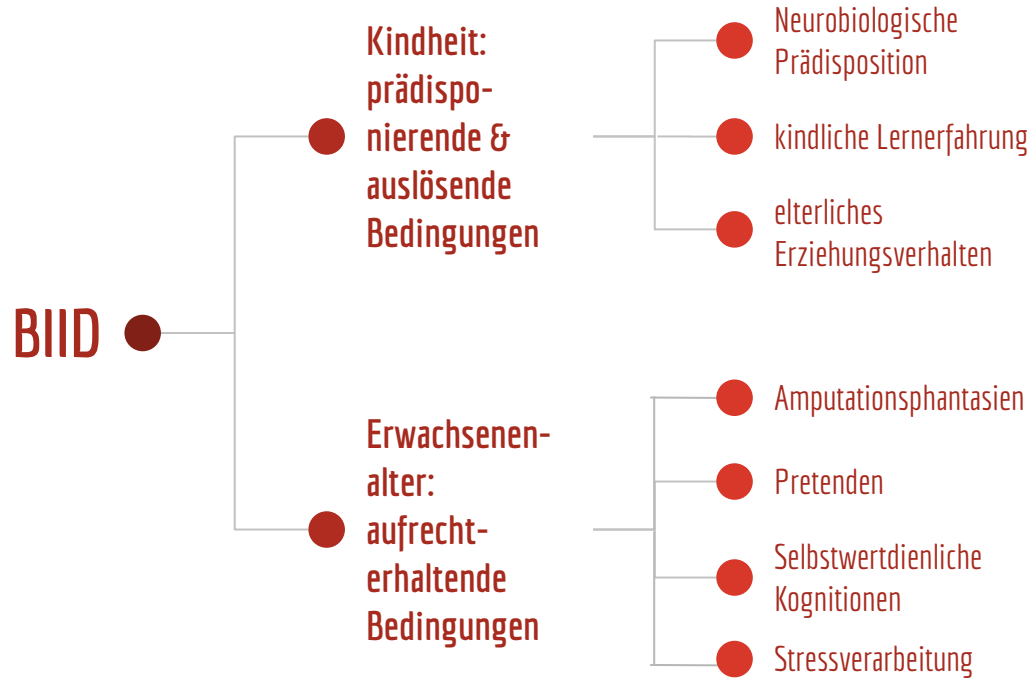 BIID
Kindheit:
prädispo-
nierende &
auslösende
Bedingungen
Neurobiologische
Prädisposition
kindliche Lernerfahrung
elterliches
Erziehungsverhalten
Erwachsenen-
alter:
aufrecht-
erhaltende
Bedingungen
Amputationsphantasien
Pretenden
Selbstwertdienliche
Kognitionen
Stressverarbeitung